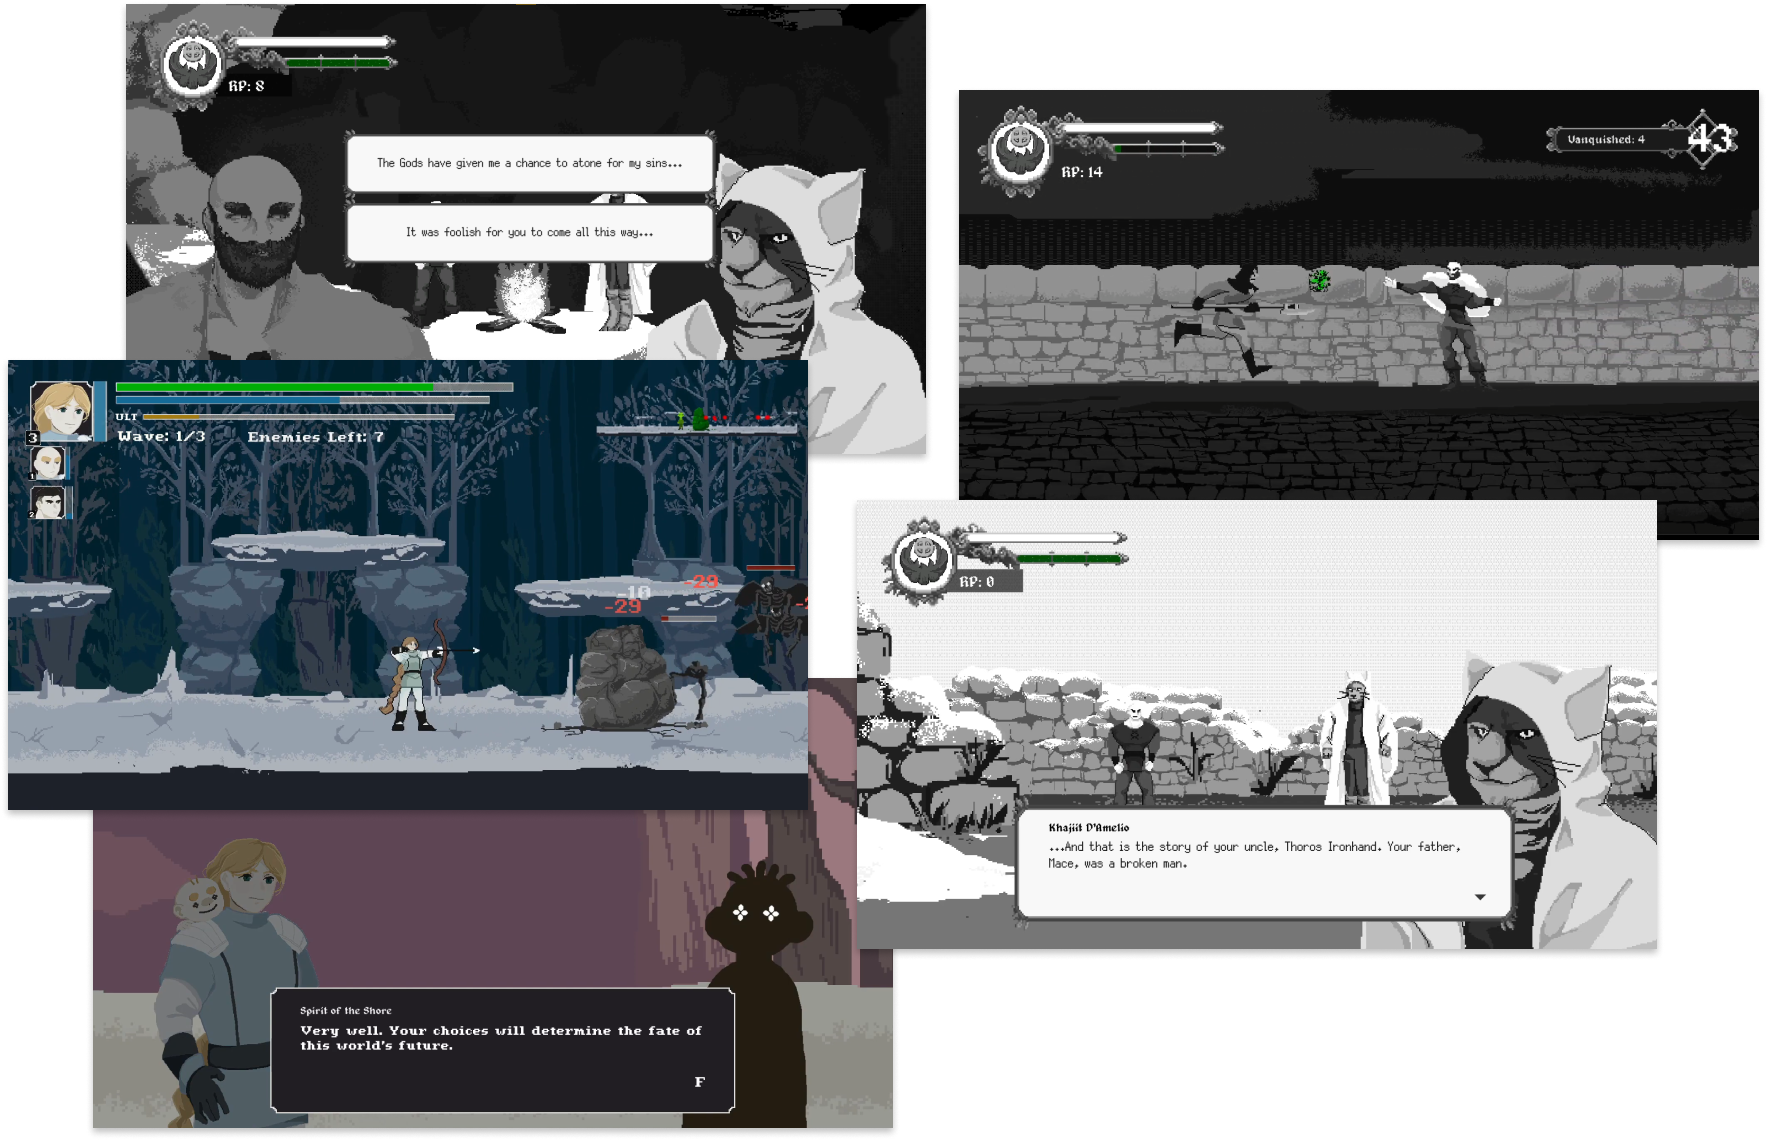 RP: 8
The Gods have given me a chance to atone for my sins...
It was foolish for you to come all this way...
RP: 14
Vanquished: 4
43
3
ULT
Wave: 1/3
Enemies Left: 7
1
2
-29
-10
-29
RP: 0
Khajiit D'Amelio
...And that is the story of your uncle, Thoros Ironhand. Your father,
Mace, was a broken man.
Spirit of the Shore
Very well. Your choices will determine the fate of
this world's future.
F